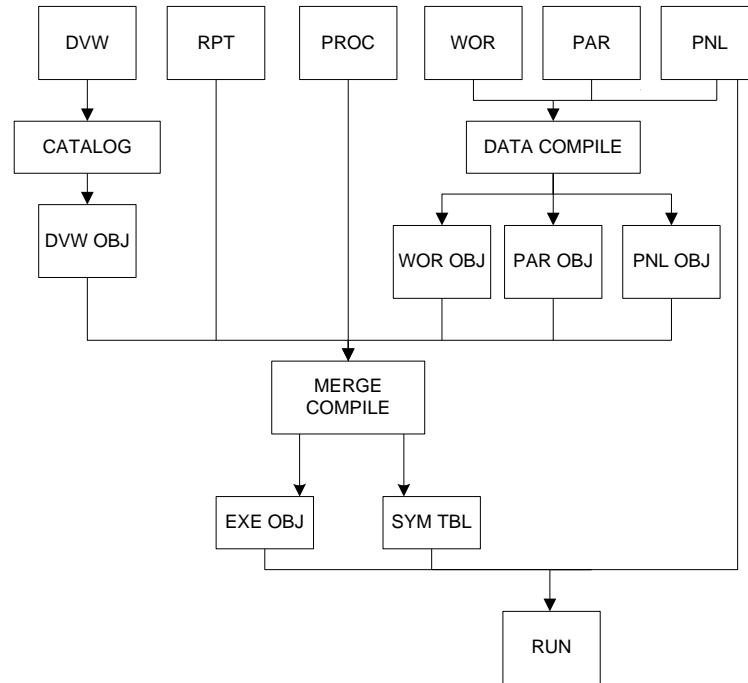 DVW
RPT
PROC
WOR
PAR
PNL
CATALOG
DATA COMPILE
DVW OBJ
WOR OBJ
PAR OBJ
PNL OBJ
MERGE
COMPILE
EXE OBJ
SYM TBL
RUN